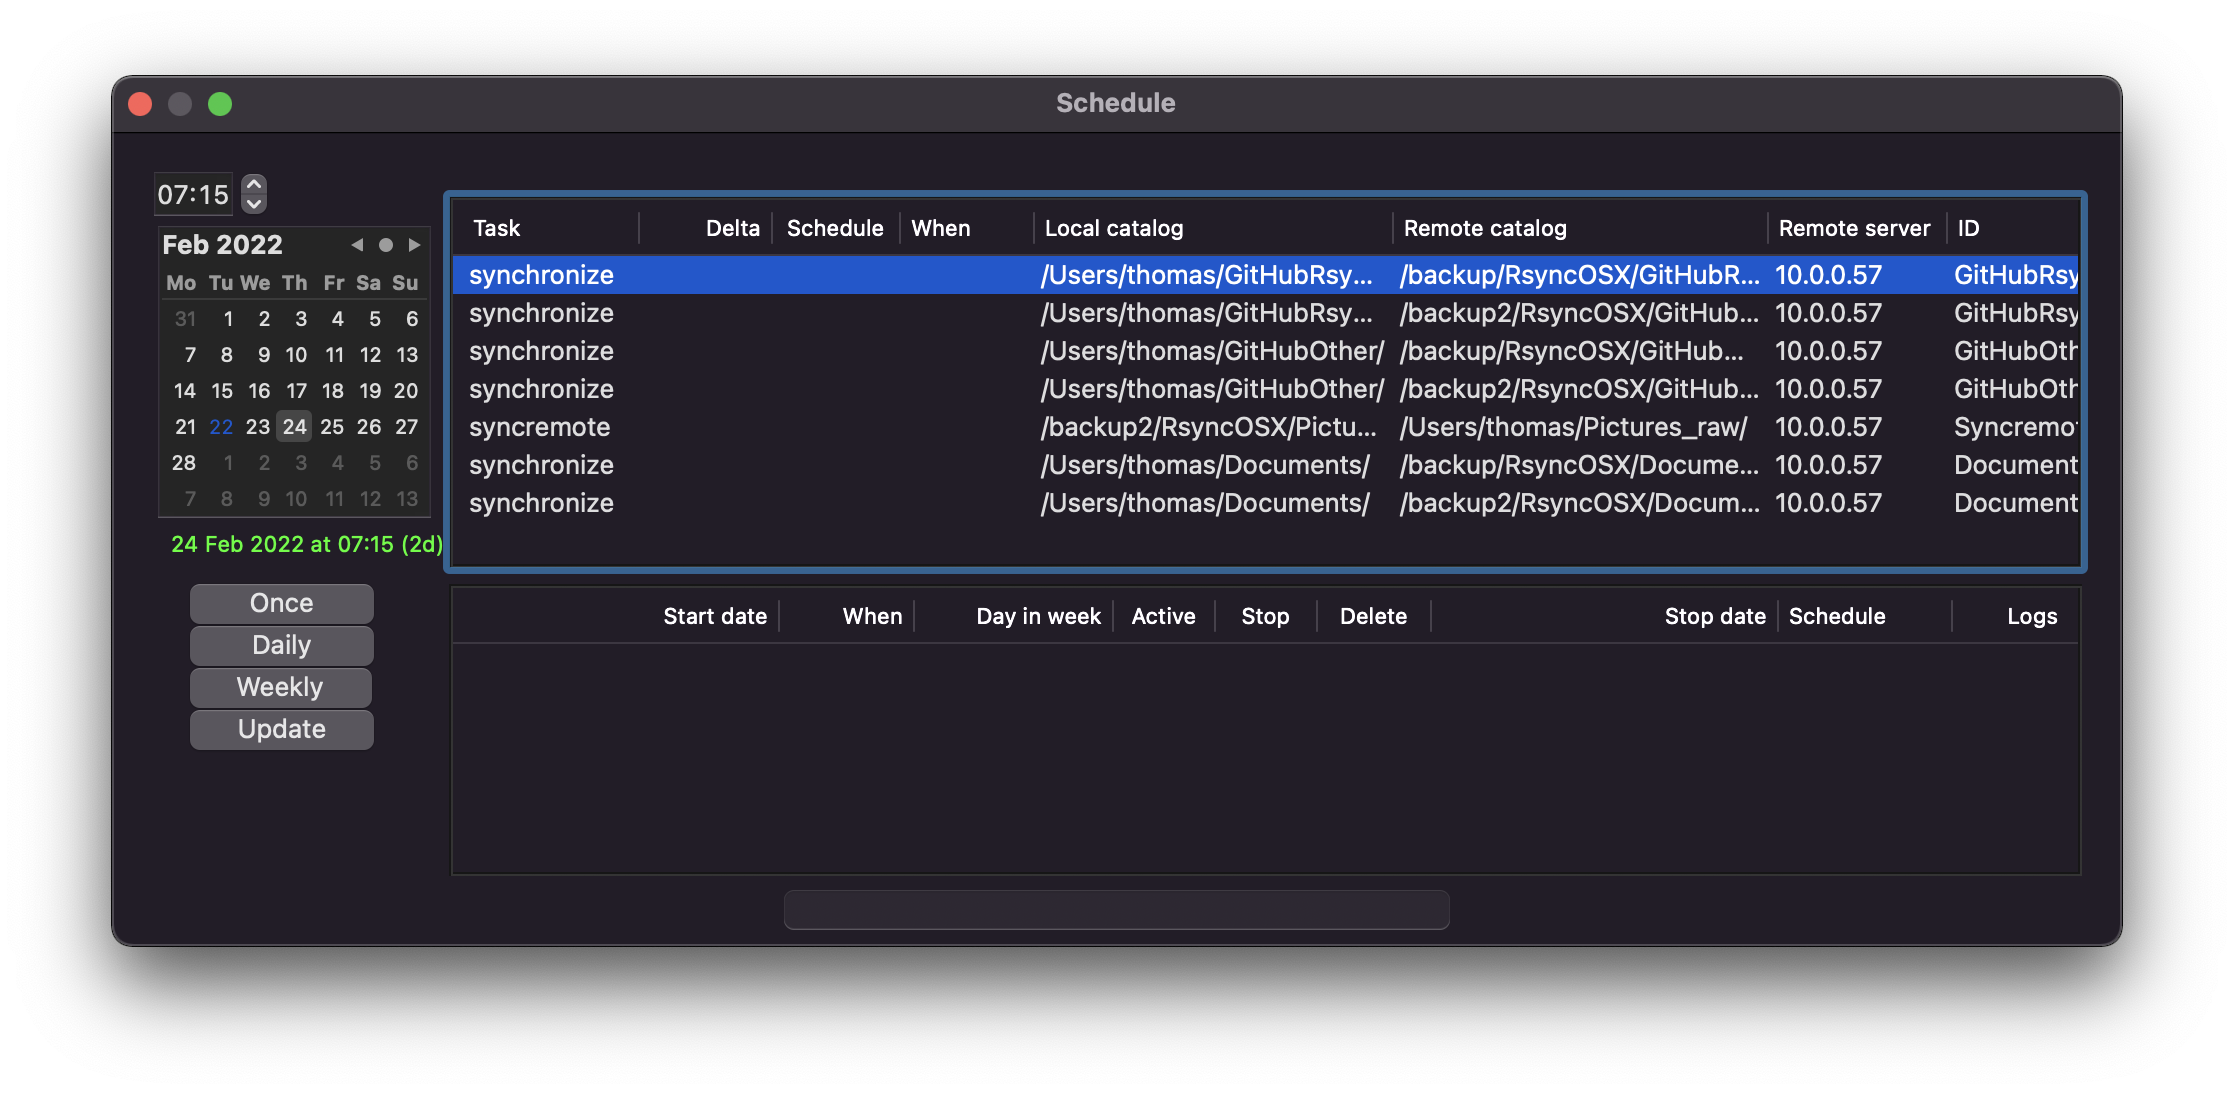 Schedule
07:15
Feb 2022
Mo Tu We Th Fr Sa Su
31 1 2 3 4 5 6
7 8 9 10 11 12 13
14 15 16 17 18 19 20
21 22 23 24 25 26 27
28 1 2 3 4 5 6
7 8 9 10 11 12 13
24 Feb 2022 at 07:15 (2d)
Once
Daily
Weekly
Update
Task Delta Schedule When Local catalog Remote catalog Remote server ID
synchronize /Users/thomas/GitHubRsy... /backup/RsyncOSX/GitHubR... 10.0.0.57 GitHubRsy
synchronize /Users/thomas/GitHubRsy... /backup2/RsyncOSX/GitHub... 10.0.0.57 GitHubRsy
synchronize /Users/thomas/GitHubOther/ /backup/RsyncOSX/GitHub... 10.0.0.57 GitHubOth
synchronize /Users/thomas/GitHubOther/ /backup2/RsyncOSX/GitHub... 10.0.0.57 GitHubOth
syncremote /backup2/RsyncOSX/Pictu... /Users/thomas/Pictures_raw/ 10.0.0.57 Syncremo
synchronize /Users/thomas/Documents/ /backup/RsyncOSX/Docume... 10.0.0.57 Document
synchronize /Users/thomas/Documents/ /backup2/RsyncOSX/Docum... 10.0.0.57 Document
Start date When Day in week Active Stop Delete Stop date Schedule Logs